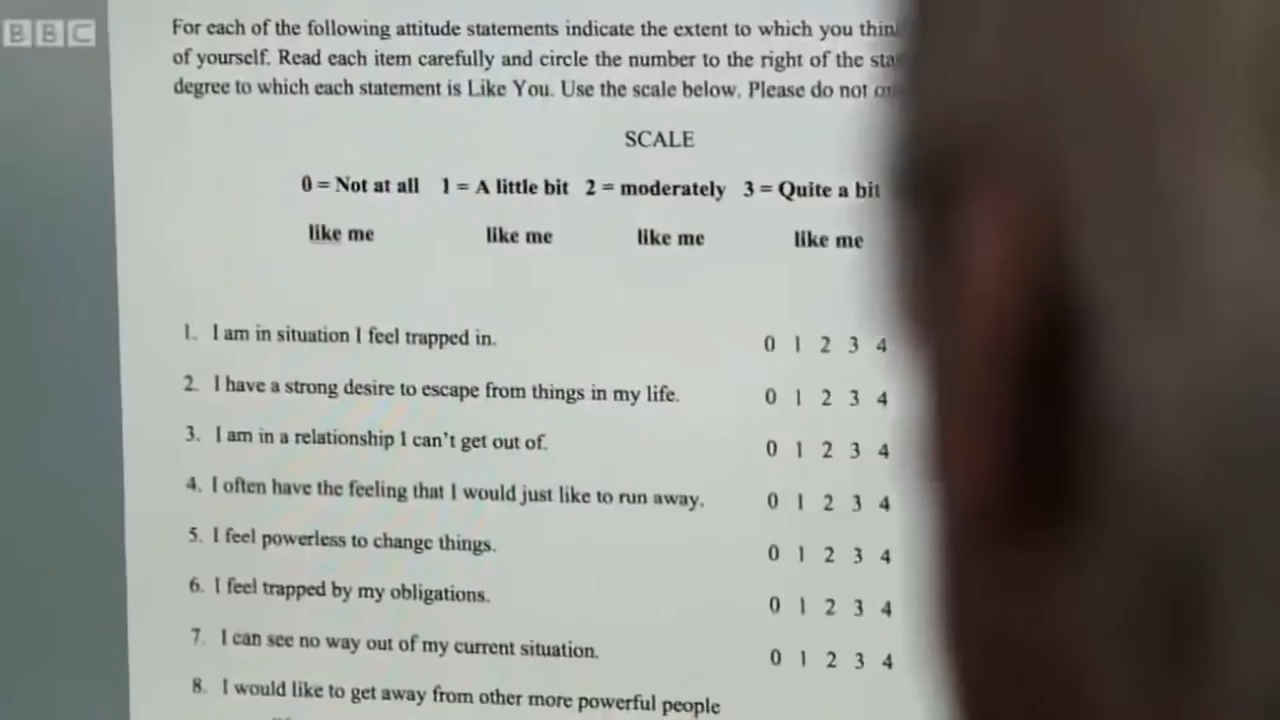 BBC
For each of the following attitude statements indicate the extent to which you
of yourself. Read each item carefully and circle the number to the right of the
degree to which each statement is Like You. Use the scale below. Please do not
SCALE
0 = Not at all 1 = A little bit 2 = moderately 3 = Quite a bit
like me like me like me like me
1. I am in situation I feel trapped in. 0 1 2 3 4
2. I have a strong desire to escape from things in my life. 0 1 2 3 4
3. I am in a relationship I can't get out of. 0 1 2 3 4
4. I often have the feeling that I would just like to run away. 0 1 2 3 4
5. I feel powerless to change things. 0 1 2 3 4
6. I feel trapped by my obligations. 0 1 2 3 4
7. I can see no way out of my current situation. 0 1 2 3 4
8. I would like to get away from other more powerful people